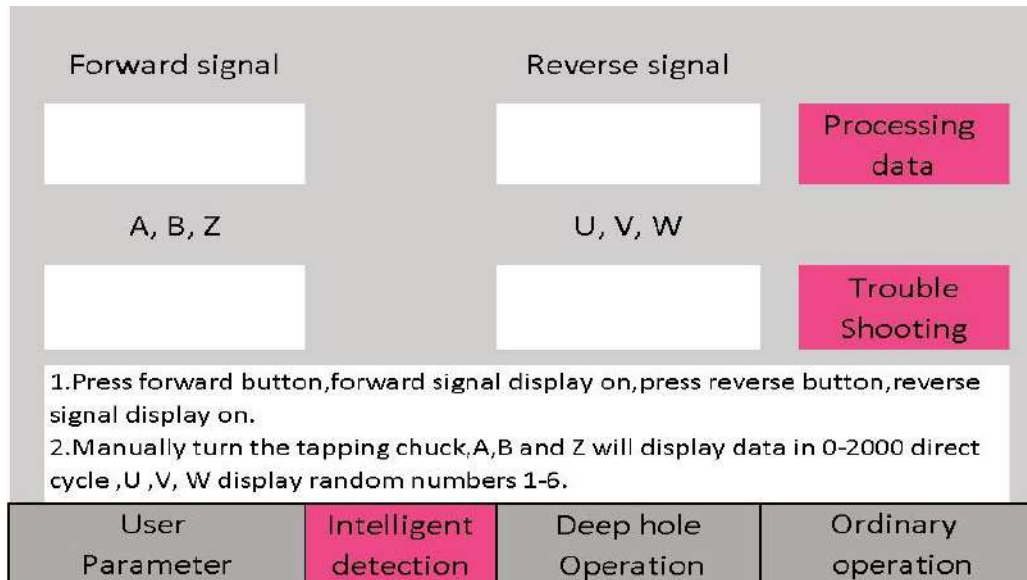 Forward signal
Reverse signal
Processing
data
A, B, Z
U, V, W
Trouble
Shooting
1.Press forward button,forward signal display on,press reverse button,reverse
signal display on.
2.Manually turn the tapping chuck,A,B and Z will display data in 0-2000 direct
cycle ,U ,V, W display random numbers 1-6.
User
Parameter
Intelligent
detection
Deep hole
Operation
Ordinary
operation